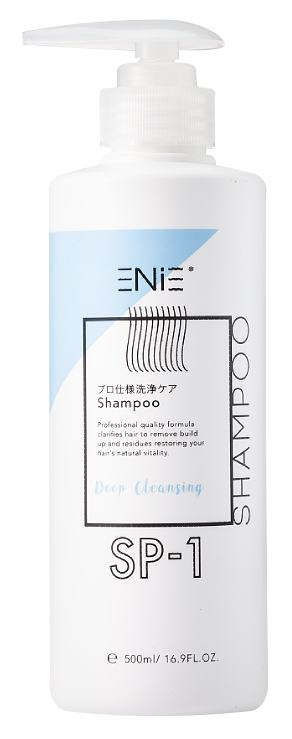 ENiE®
プロ仕様洗浄ケア
Shampoo
Professional quality formula
clarifies hair to remove build
up and residues restoring your
hair's natural vitality.
Deep Cleansing
SHAMPOO
SP-1
℮ 500ml/ 16.9FL.OZ.